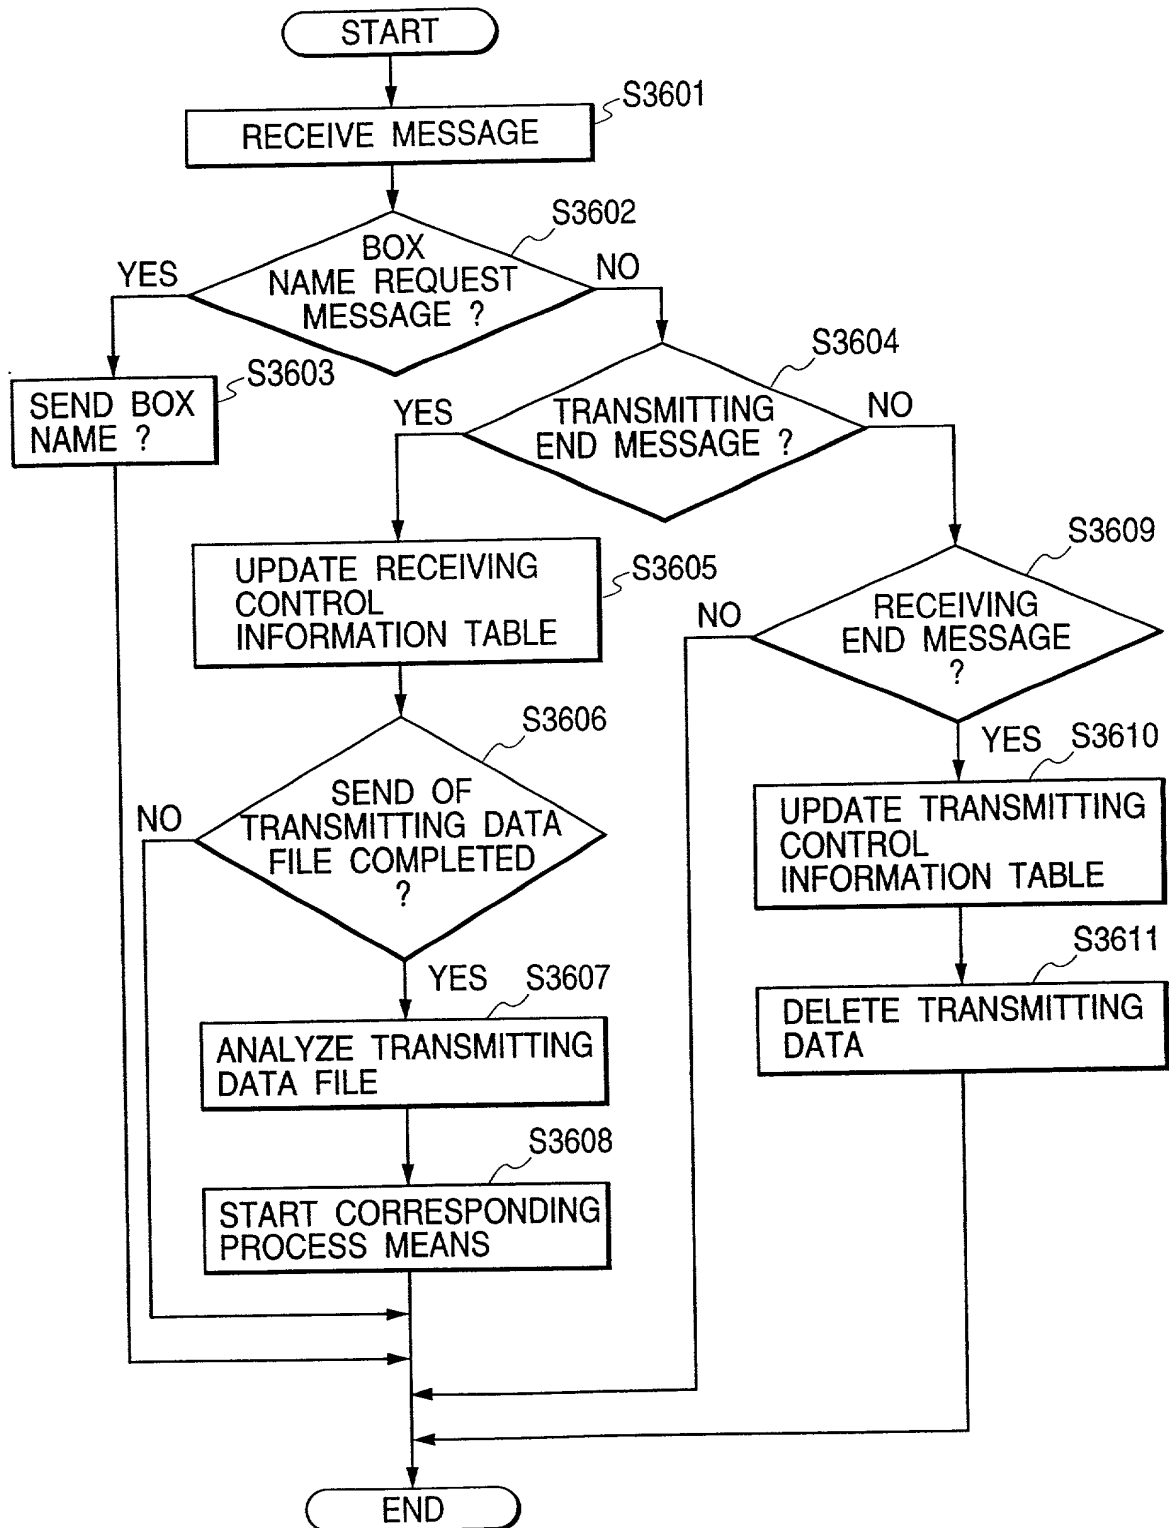 START
S3601
RECEIVE MESSAGE
S3602
BOX
NAME REQUEST
MESSAGE ?
YES
NO
S3603
SEND BOX
NAME ?
S3604
TRANSMITTING
END MESSAGE ?
YES
NO
S3605
UPDATE RECEIVING
CONTROL
INFORMATION TABLE
S3609
RECEIVING
END MESSAGE
?
NO
YES
S3606
SEND OF
TRANSMITTING DATA
FILE COMPLETED
?
NO
YES
S3610
UPDATE TRANSMITTING
CONTROL
INFORMATION TABLE
S3607
ANALYZE TRANSMITTING
DATA FILE
S3611
DELETE TRANSMITTING
DATA
S3608
START CORRESPONDING
PROCESS MEANS
END